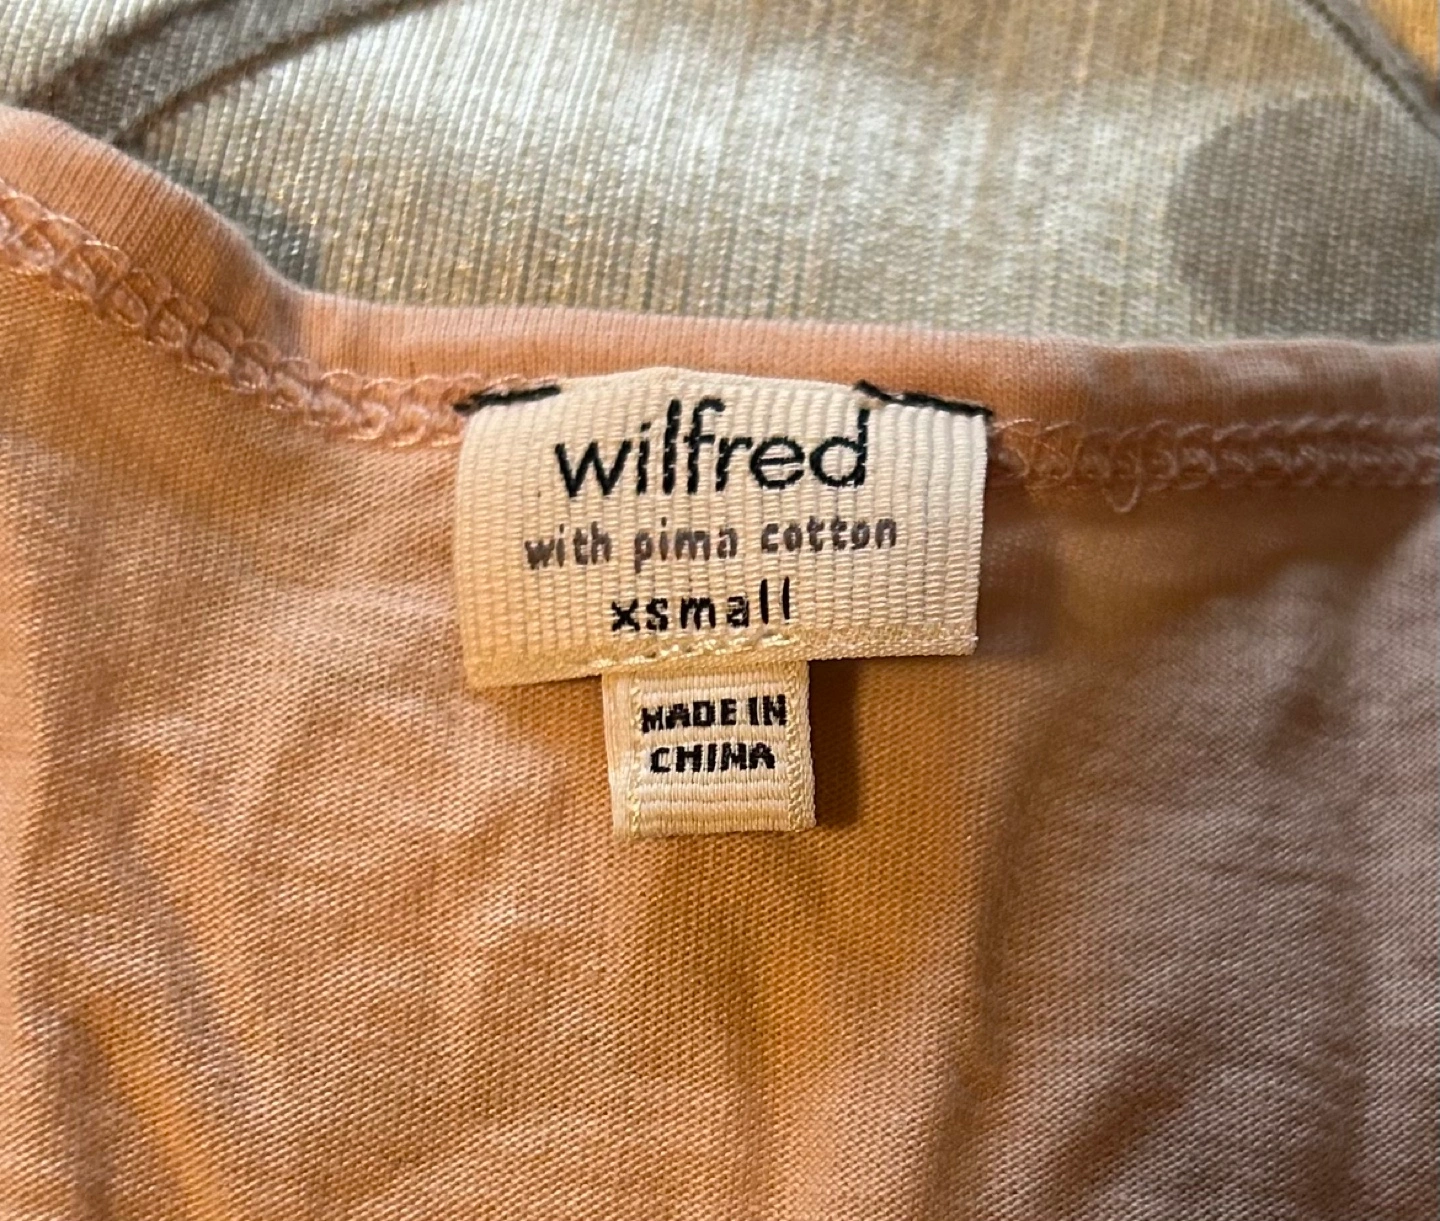 wilfred
with pima cotton
xsmall
MADE IN
CHINA